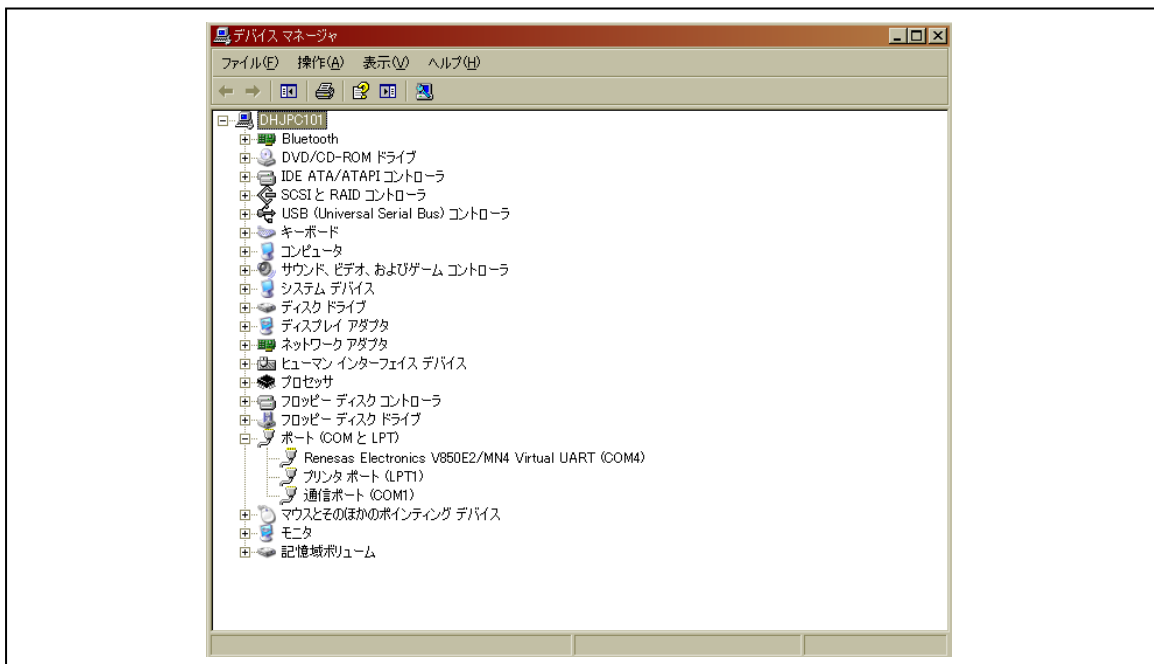 デバイス マネージャ
ファイル(F) 操作(A) 表示(V) ヘルプ(H)
DHJPC101
Bluetooth
DVD/CD-ROM ドライブ
IDE ATA/ATAPI コントローラ
SCSI と RAID コントローラ
USB (Universal Serial Bus) コントローラ
キーボード
コンピュータ
サウンド、ビデオ、およびゲーム コントローラ
システム デバイス
ディスク ドライブ
ディスプレイ アダプタ
ネットワーク アダプタ
ヒューマン インターフェイス デバイス
プロセッサ
フロッピー ディスク コントローラ
フロッピー ディスク ドライブ
ポート (COM と LPT)
Renesas Electronics V850E2/MN4 Virtual UART (COM4)
プリンタ ポート (LPT1)
通信ポート (COM1)
マウスとそのほかのポインティング デバイス
モニタ
記憶域ボリューム